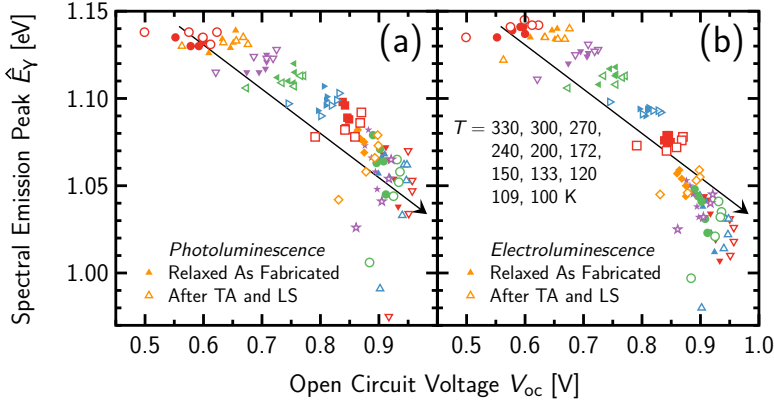 1.15
1.10
1.05
1.00
Spectral Emission Peak Êγ [eV]
(a)
Photoluminescence
Relaxed As Fabricated
After TA and LS
(b)
T = 330, 300, 270,
240, 200, 172,
150, 133, 120
109, 100 K
Electroluminescence
Relaxed As Fabricated
After TA and LS
0.5 0.6 0.7 0.8 0.9 0.5 0.6 0.7 0.8 0.9 1.0
Open Circuit Voltage Voc [V]